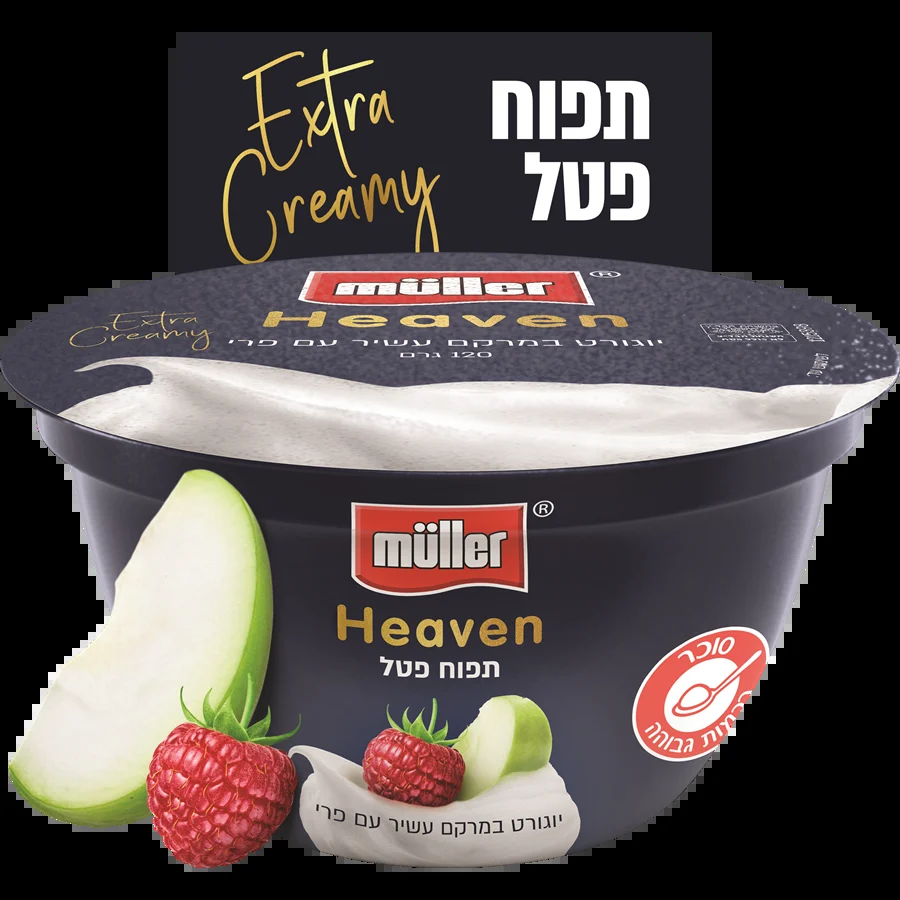 Extra
Creamy
תפוח
פטל
müller®
Heaven
Extra
Creamy
יוגורט במרקם עשיר עם פרי
120 גרם
müller®
Heaven
תפוח פטל
יוגורט במרקם עשיר עם פרי
סוכר
בכמות גבוהה